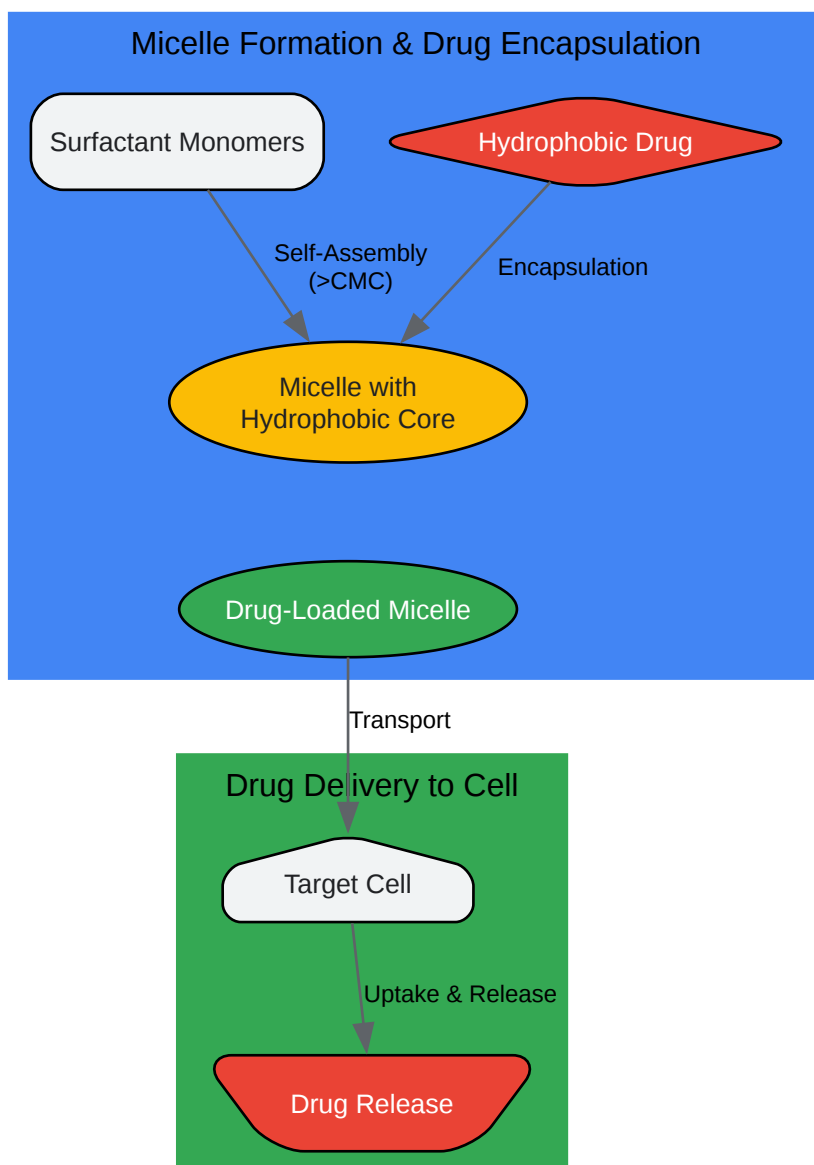 Micelle Formation & Drug Encapsulation
Surfactant Monomers
Hydrophobic Drug
Self-Assembly
(>CMC)
Encapsulation
Micelle with
Hydrophobic Core
Drug-Loaded Micelle
Transport
Drug Delivery to Cell
Target Cell
Uptake & Release
Drug Release